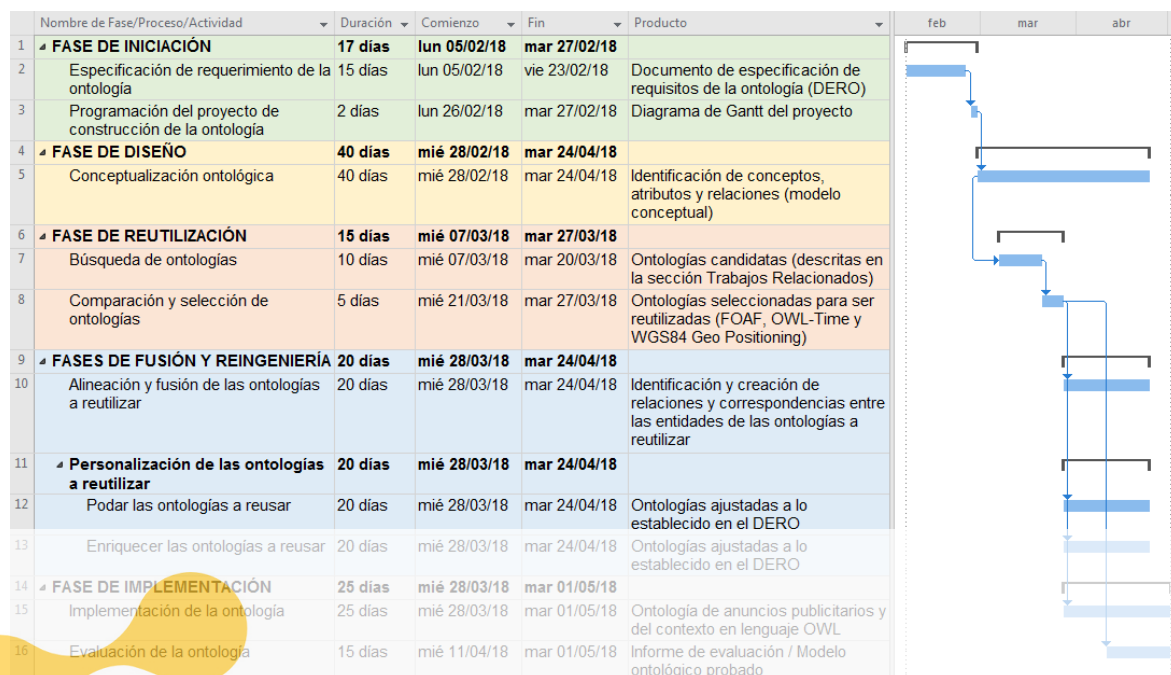 Nombre de Fase/Proceso/Actividad Duración Comienzo Fin Producto feb mar abr
1 FASE DE INICIACIÓN 17 días lun 05/02/18 mar 27/02/18
2 Especificación de requerimiento de la 15 días lun 05/02/18 vie 23/02/18 Documento de especificación de
ontología requisitos de la ontología (DERO)
3 Programación del proyecto de 2 días lun 26/02/18 mar 27/02/18 Diagrama de Gantt del proyecto
construcción de la ontología
4 FASE DE DISEÑO 40 días mié 28/02/18 mar 24/04/18
5 Conceptualización ontológica 40 días mié 28/02/18 mar 24/04/18 Identificación de conceptos,
atributos y relaciones (modelo
conceptual)
6 FASE DE REUTILIZACIÓN 15 días mié 07/03/18 mar 27/03/18
7 Búsqueda de ontologías 10 días mié 07/03/18 mar 20/03/18 Ontologías candidatas (descritas en
la sección Trabajos Relacionados)
8 Comparación y selección de 5 días mié 21/03/18 mar 27/03/18 Ontologías seleccionadas para ser
ontologías reutilizadas (FOAF, OWL-Time y
WGS84 Geo Positioning)
9 FASES DE FUSIÓN Y REINGENIERÍA 20 días mié 28/03/18 mar 24/04/18
10 Alineación y fusión de las ontologías 20 días mié 28/03/18 mar 24/04/18 Identificación y creación de
a reutilizar relaciones y correspondencias entre
las entidades de las ontologías a
reutilizar
11 Personalización de las ontologías 20 días mié 28/03/18 mar 24/04/18
a reutilizar
12 Podar las ontologías a reusar 20 días mié 28/03/18 mar 24/04/18 Ontologías ajustadas a lo
establecido en el DERO
13 Enriquecer las ontologías a reusar 20 días mié 28/03/18 mar 24/04/18 Ontologías ajustadas a lo
establecido en el DERO
14 FASE DE IMPLEMENTACIÓN 25 días mié 28/03/18 mar 01/05/18
15 Implementación de la ontología 25 días mié 28/03/18 mar 01/05/18 Ontología de anuncios publicitarios y
del contexto en lenguaje OWL
16 Evaluación de la ontología 15 días mié 11/04/18 mar 01/05/18 Informe de evaluación / Modelo
ontológico probado